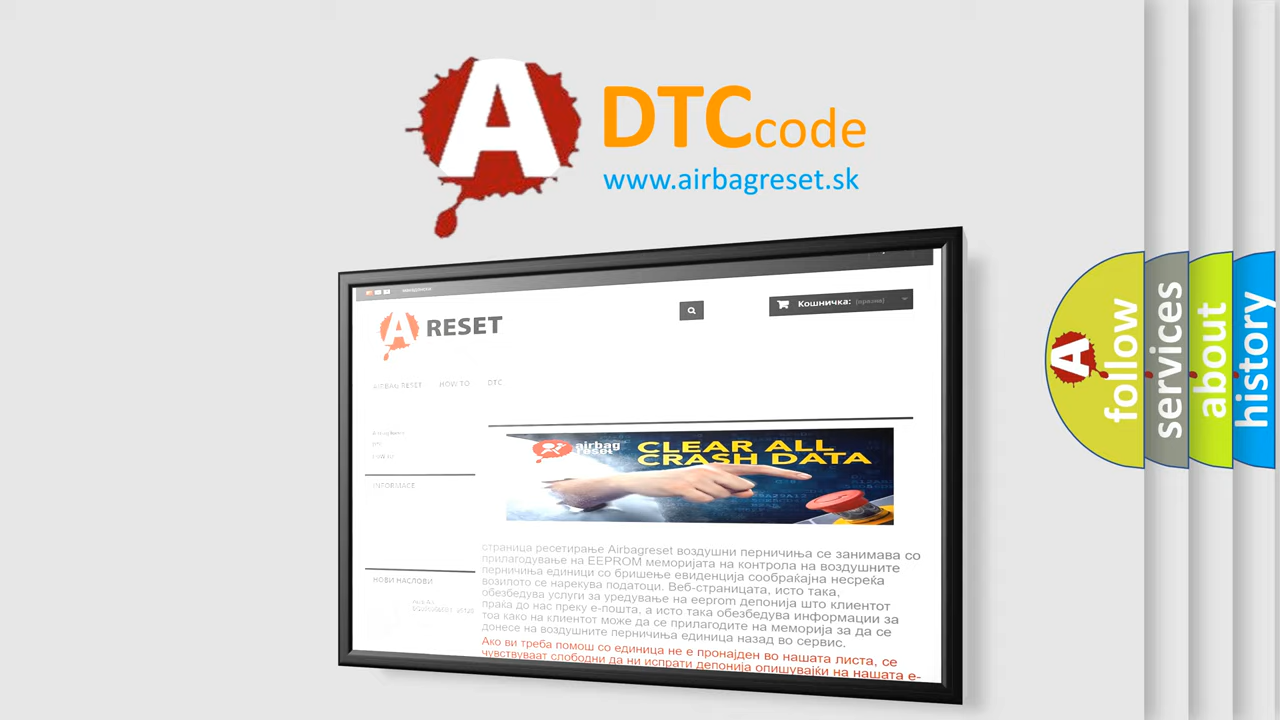 A DTCcode
www.airbagreset.sk
A RESET
Кошничка: (празна)
AIRBAG RESET HOW TO DTC
airbag reset
CLEAR ALL
CRASH DATA
INFORMACE
НОВИ НАСЛОВИ
страница ресетирање Airbagreset воздушни перничиња се занимава со
прилагодување на EEPROM меморијата на контрола на воздушните
перничиња единици со бришење евиденција сообраќајна несреќа
возилото се нарекува податоци. Веб-страницата, исто така,
обезбедува услуги за уредување на eeprom депонија што клиентот
праќа до нас преку е-пошта, а исто така обезбедува информации за
тоа како на клиентот може да се прилагодите на меморија за да се
донесе на воздушните перничиња единица назад во сервис.
Ако ви треба помош со единица не е пронајден во нашата листа, се
чувствуваат слободни да ни испрати депонија опишувајќи на нашата е-
A follow
services
about
history